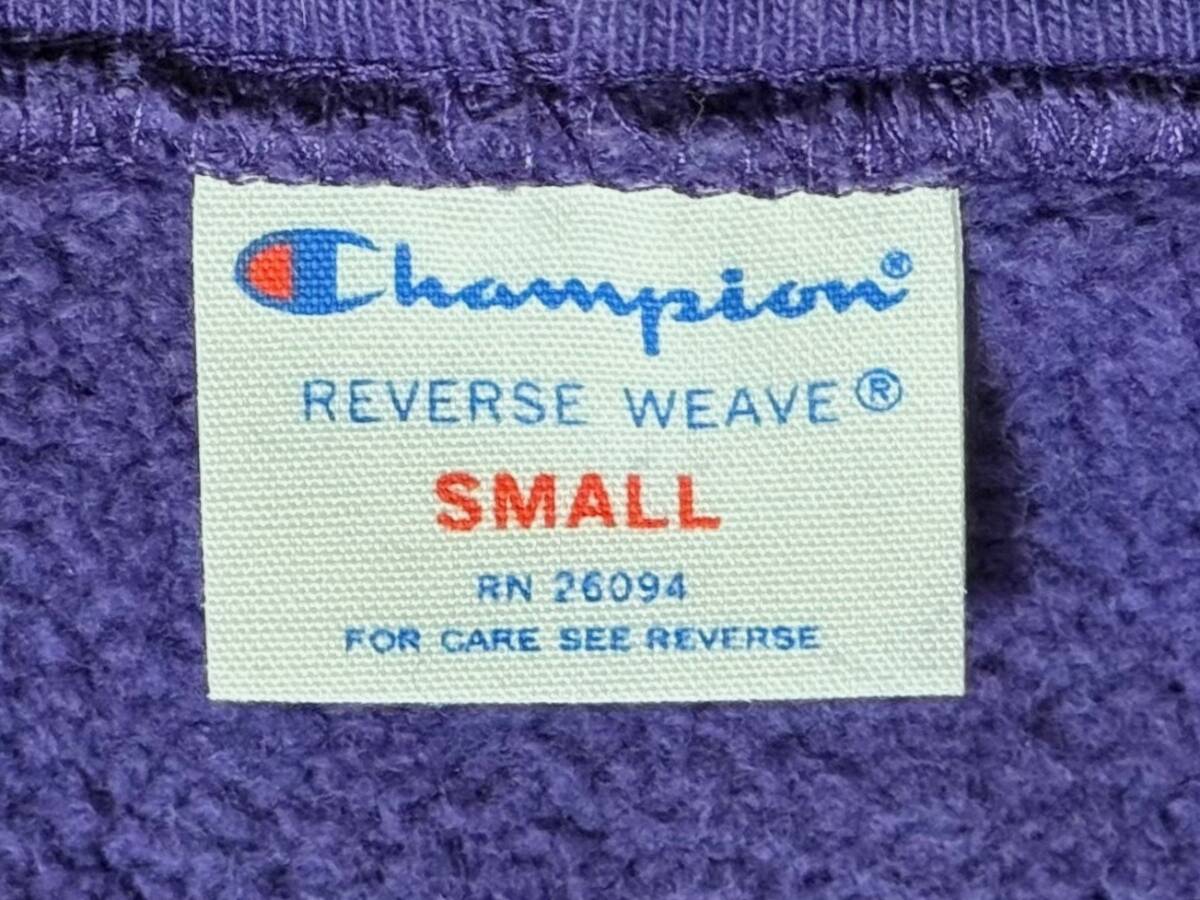 Champion®
REVERSE WEAVE®
SMALL
RN 26094
FOR CARE SEE REVERSE